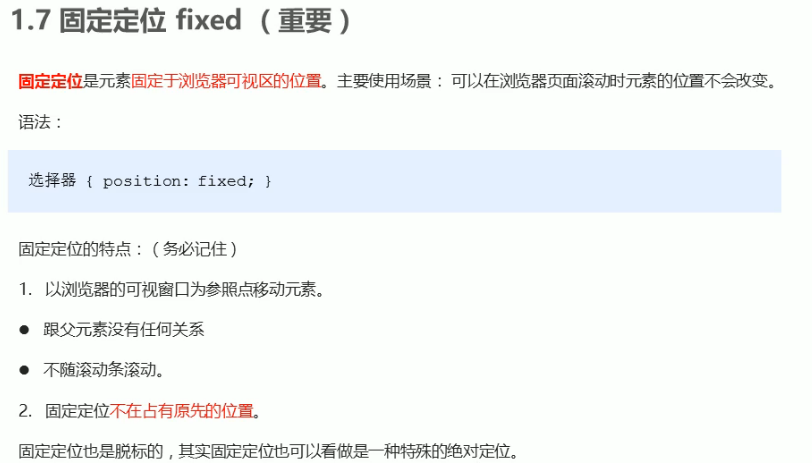 1.7 固定定位 fixed （重要）
固定定位是元素固定于浏览器可视区的位置。主要使用场景： 可以在浏览器页面滚动时元素的位置不会改变。
语法：
选择器 { position: fixed; }
固定定位的特点：（务必记住）
1. 以浏览器的可视窗口为参照点移动元素。
● 跟父元素没有任何关系
● 不随滚动条滚动。
2. 固定定位不在占有原先的位置。
固定定位也是脱标的，其实固定定位也可以看做是一种特殊的绝对定位。